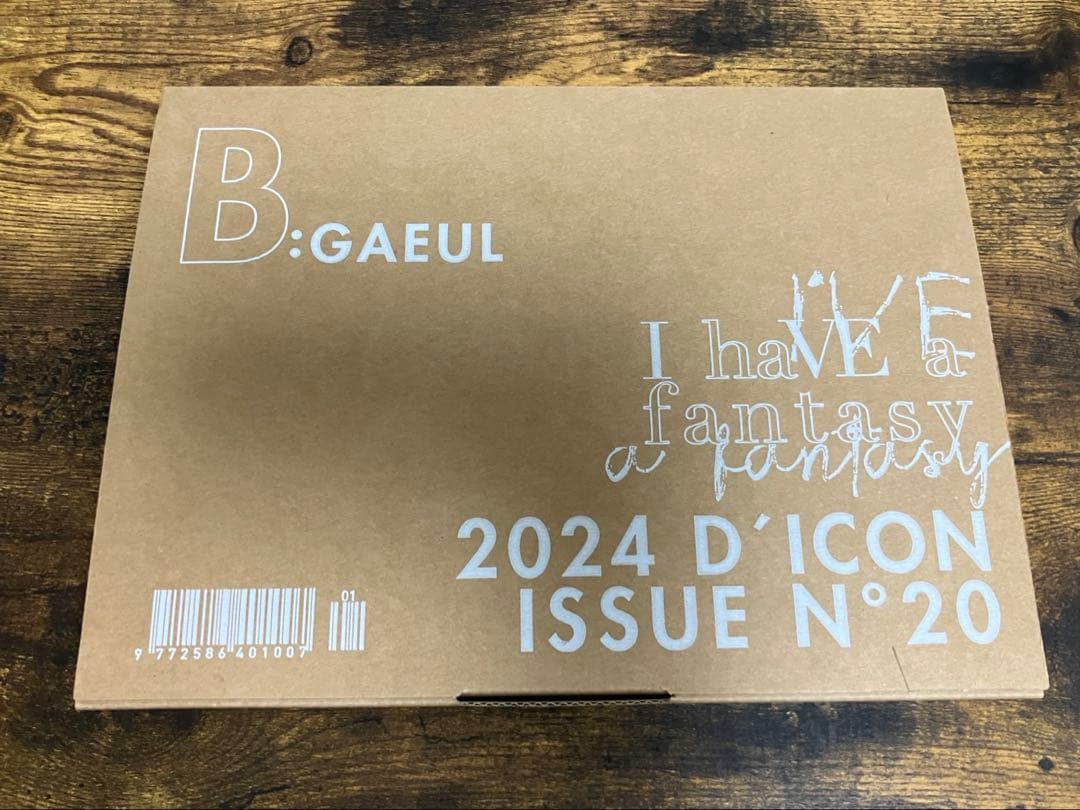 B:GAEUL
I'VE
I haVE a
fantasy
a fantasy
2024 D´ICON
ISSUE N°20
01
9 772586 401007